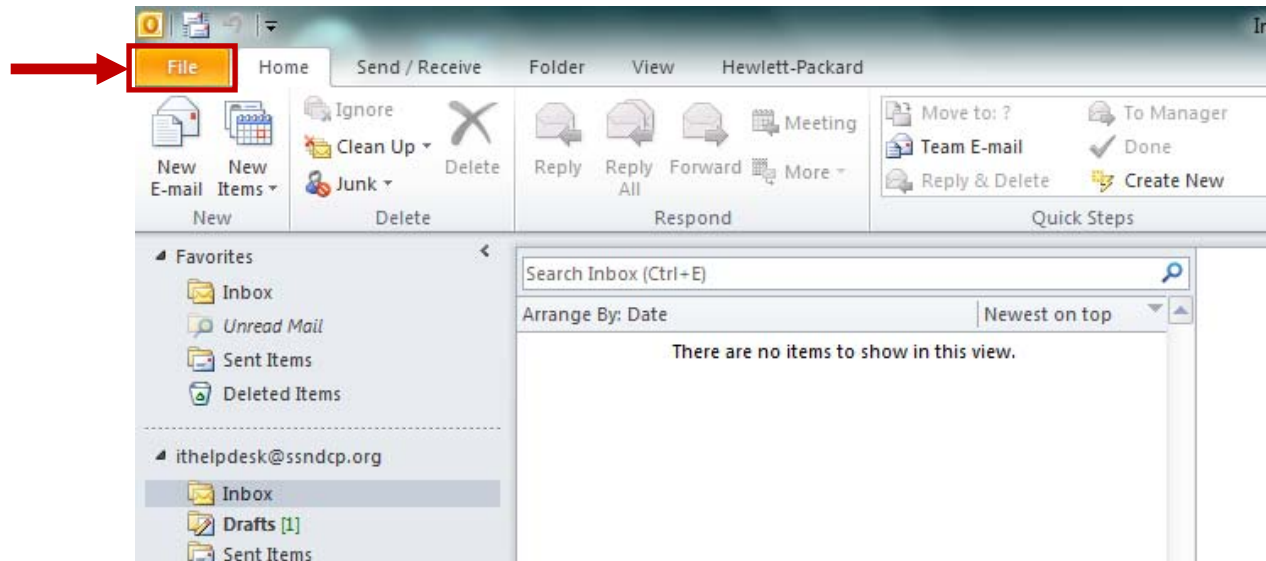 In
File Home Send / Receive Folder View Hewlett-Packard
Ignore Meeting Move to: ? To Manager
Clean Up Team E-mail Done
New E-mail New Items Junk Delete Reply Reply All Forward More Reply & Delete Create New
New Delete Respond Quick Steps
Favorites
Search Inbox (Ctrl+E)
Inbox
Arrange By: Date Newest on top
Unread Mail
There are no items to show in this view.
Sent Items
Deleted Items
ithelpdesk@ssndcp.org
Inbox
Drafts [1]
Sent Items